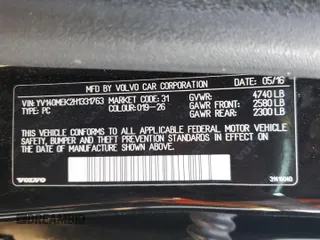 MFD BY VOLVO CAR CORPORATION 05/16
VIN:YV140MEK2H1331763 MARKET CODE: 31 GVWR: 4740 LB
TYPE: PC COLOUR:019-26 GAWR FRONT: 2580 LB
GAWR REAR: 2300 LB
THIS VEHICLE CONFORMS TO ALL APPLICABLE FEDERAL MOTOR VEHICLE
SAFETY, BUMPER AND THEFT PREVENTION STANDARDS IN EFFECT ON
THE DATE OF MANUFACTURE SHOWN ABOVE.
VOLVO